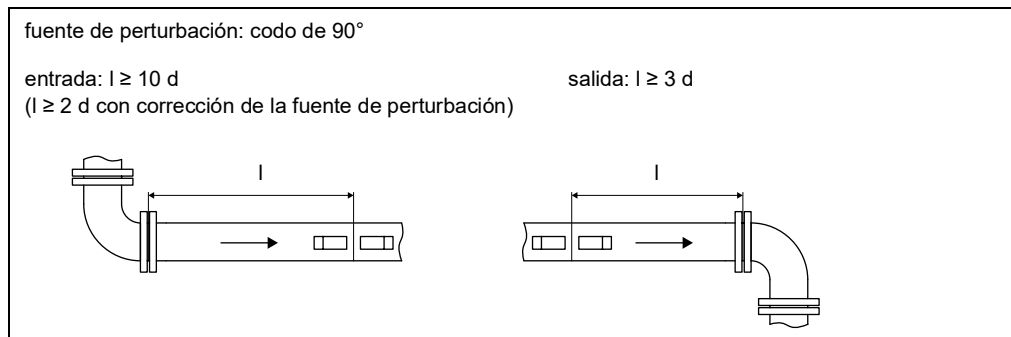 fuente de perturbación: codo de 90°
entrada: l ≥ 10 d
salida: l ≥ 3 d
(l ≥ 2 d con corrección de la fuente de perturbación)
l
l